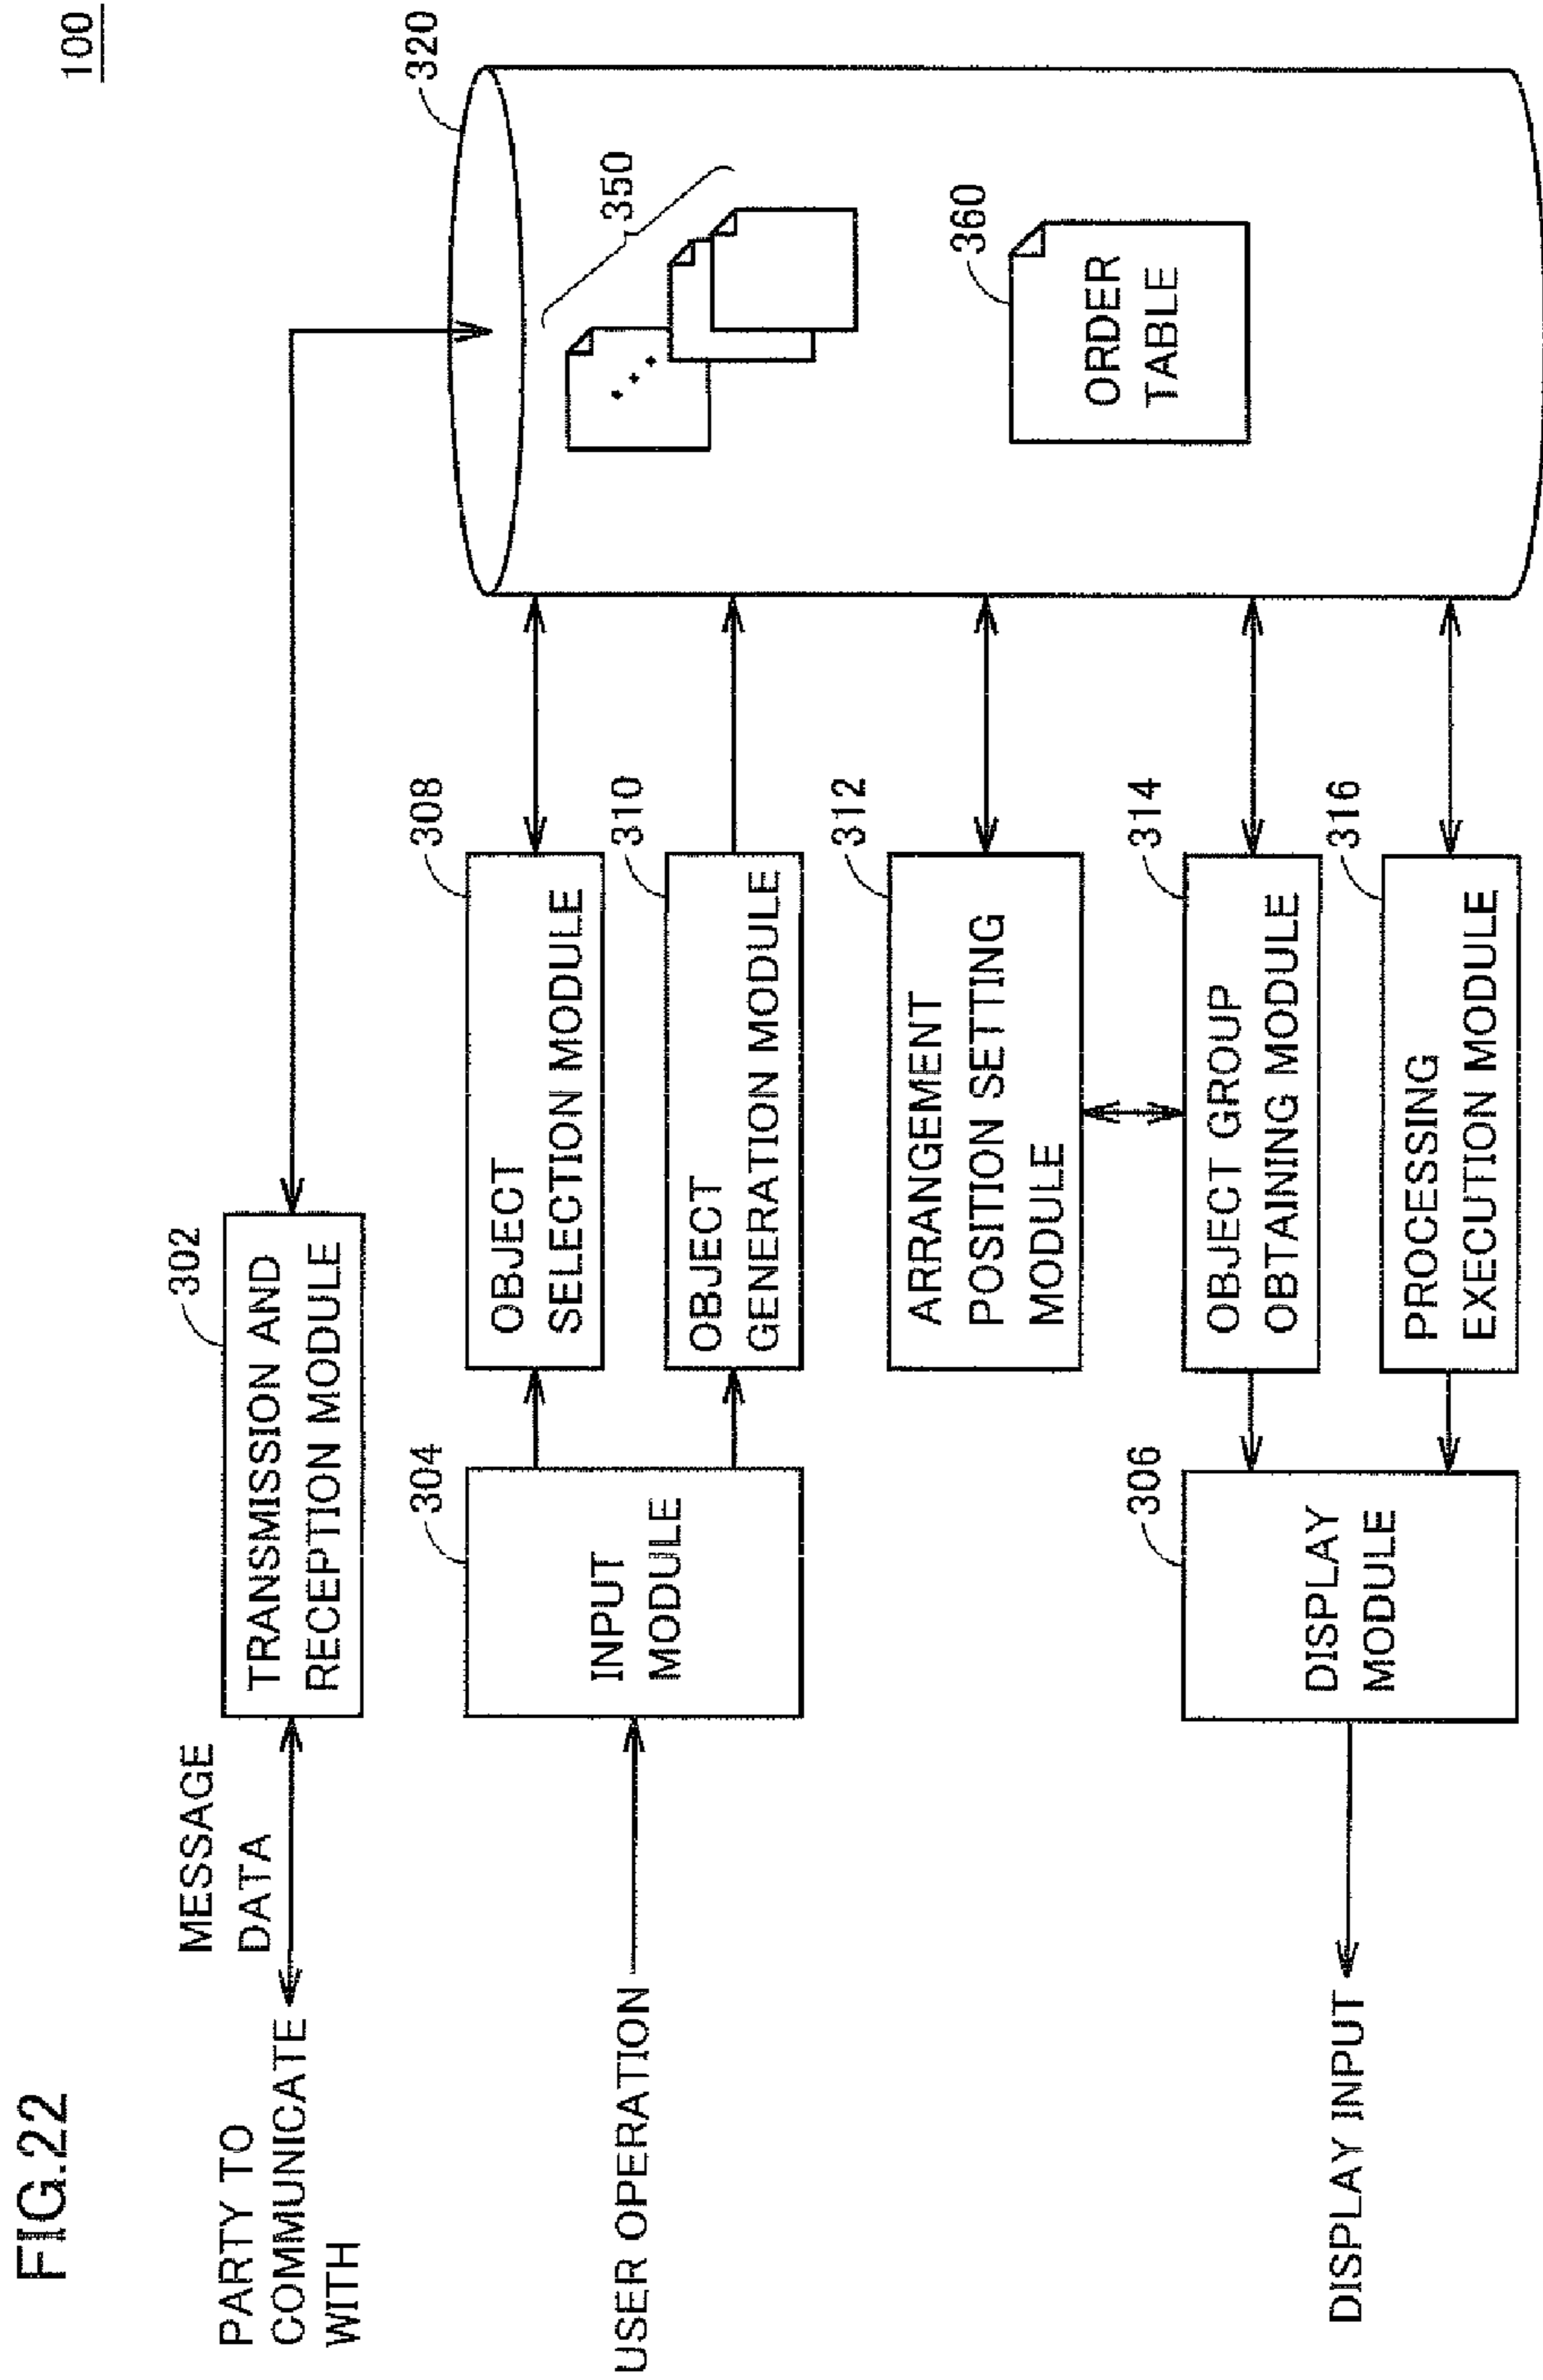 FIG.22
100
PARTY TO
COMMUNICATE
WITH
MESSAGE
DATA
302
TRANSMISSION AND
RECEPTION MODULE
320
USER OPERATION
304
INPUT
MODULE
308
OBJECT
SELECTION MODULE
310
OBJECT
GENERATION MODULE
350
312
ARRANGEMENT
POSITION SETTING
MODULE
360
ORDER
TABLE
314
OBJECT GROUP
OBTAINING MODULE
316
PROCESSING
EXECUTION MODULE
306
DISPLAY
MODULE
DISPLAY INPUT